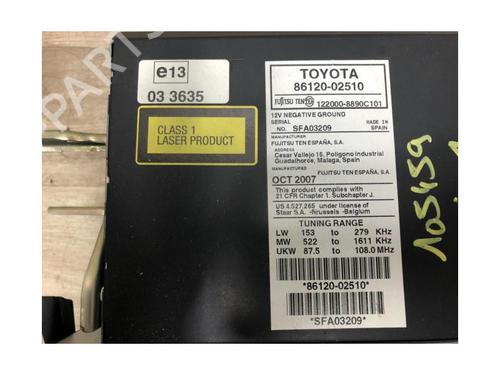 e13
03 3635
CLASS 1
LASER PRODUCT
TOYOTA
86120-02510
FUJITSU TEN 122000-8890C101
12V NEGATIVE GROUND
SERIAL NO. SFA03209 MADE IN SPAIN
MANUFACTURER
FUJITSU TEN ESPAÑA, S.A.
ADDRESS
Cesar Vallejo 16, Poligono Industrial
Guadalhorce, Malaga, Spain
MANUFACTURED FUJITSU TEN ESPAÑA, S.A.
OCT 2007
This product complies with
21 CFR Chapter 1. Subchapter J.
US 4.527.265 under license of
Staar S.A. -Brussels -Belgium
TUNING RANGE
LW 153 to 279 KHz
MW 522 to 1611 KHz
UKW 87.5 to 108.0 MHz
*86120-02510*
*SFA03209*
105459